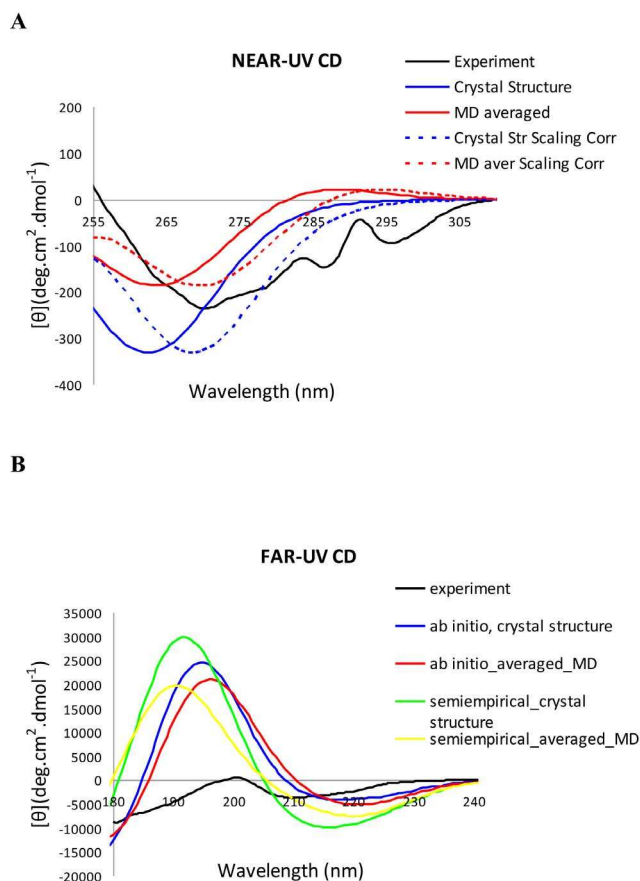 A
NEAR-UV CD
Experiment
Crystal Structure
MD averaged
Crystal Str Scaling Corr
MD aver Scaling Corr
[θ](deg.cm².dmol⁻¹)
200
100
0
-100
-200
-300
-400
255
265
275
285
295
305
Wavelength (nm)
B
FAR-UV CD
experiment
ab initio, crystal structure
ab initio_averaged_MD
semiempirical_crystal
structure
semiempirical_averaged_MD
[θ](deg.cm².dmol⁻¹)
35000
30000
25000
20000
15000
10000
5000
0
-5000
-10000
-15000
-20000
180
190
200
210
220
230
240
Wavelength (nm)